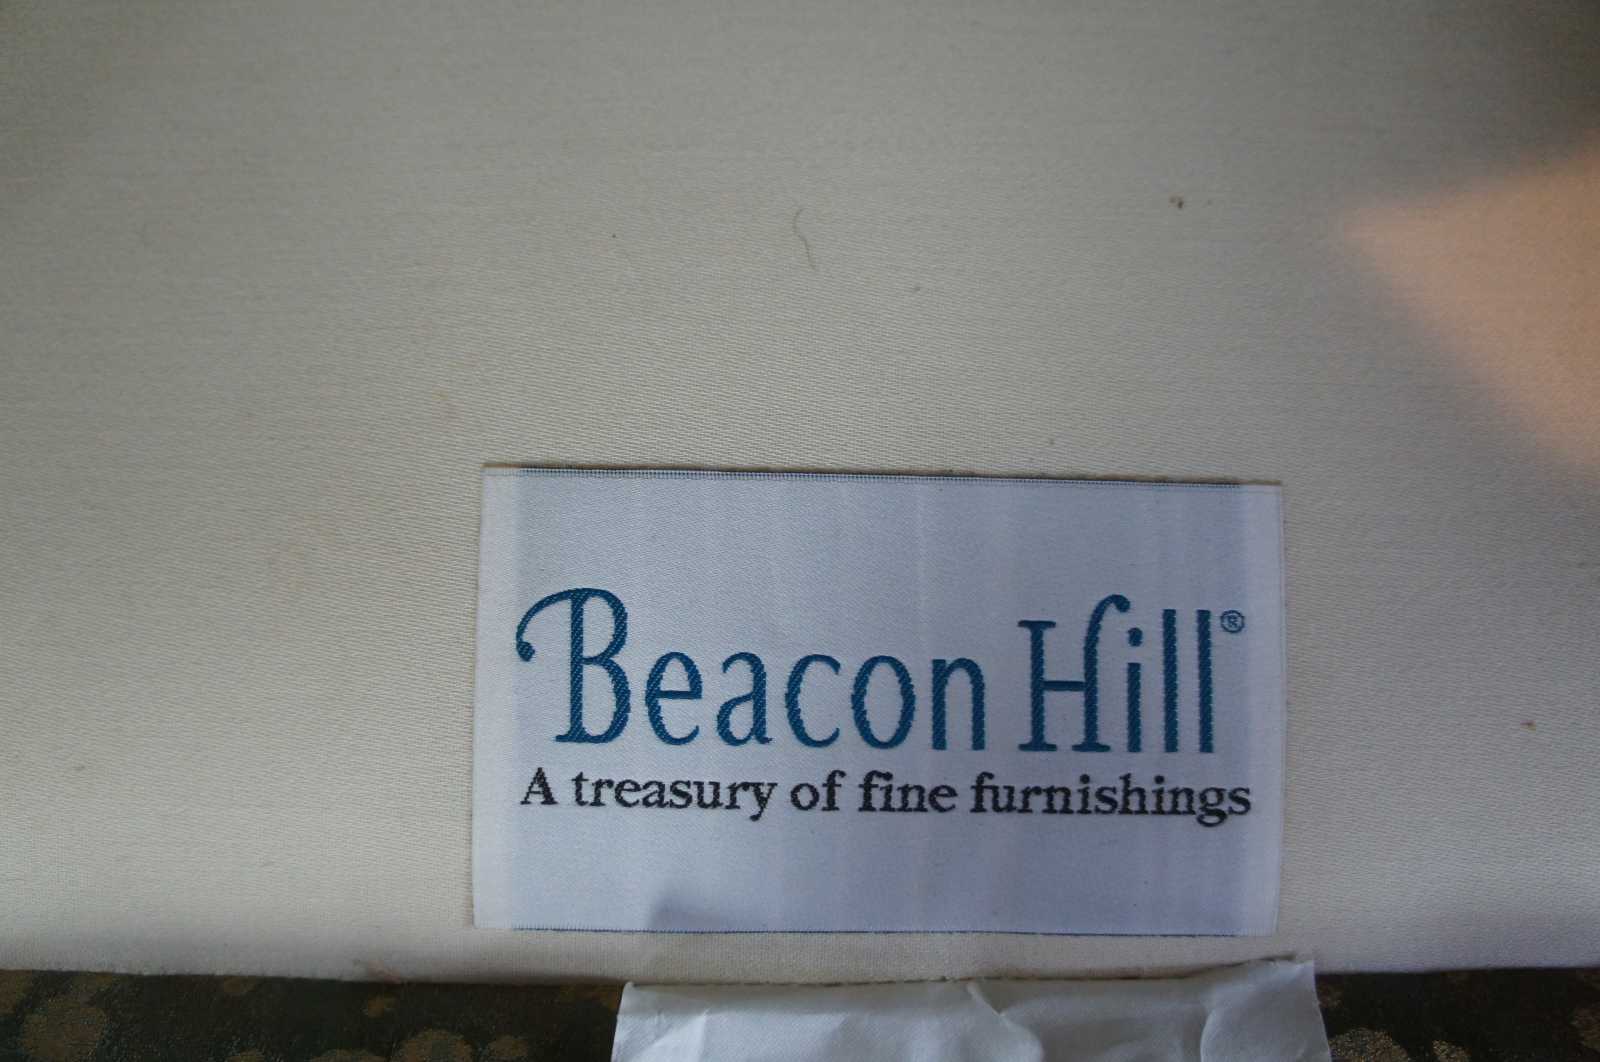 Beacon Hill®
A treasury of fine furnishings